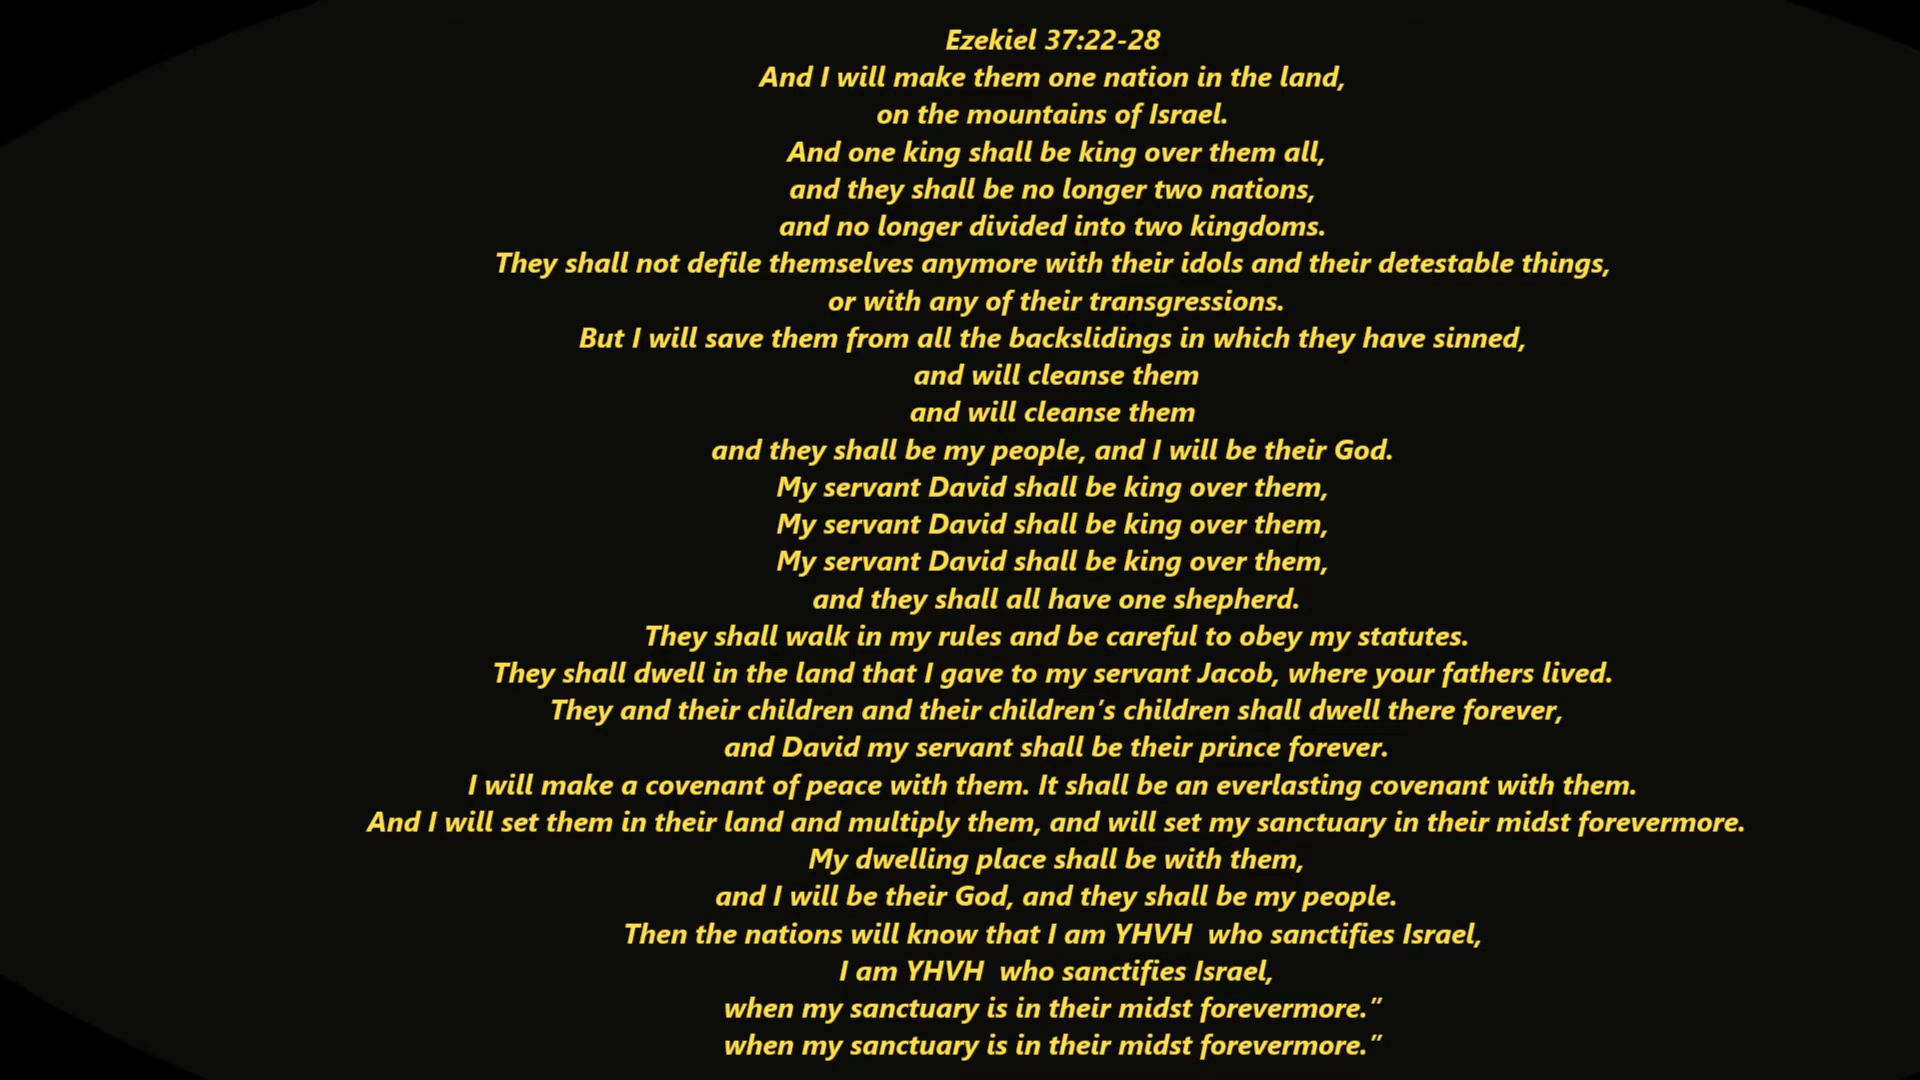 Ezekiel 37:22-28
And I will make them one nation in the land,
on the mountains of Israel.
And one king shall be king over them all,
and they shall be no longer two nations,
and no longer divided into two kingdoms.
They shall not defile themselves anymore with their idols and their detestable things,
or with any of their transgressions.
But I will save them from all the backslidings in which they have sinned,
and will cleanse them
and will cleanse them
and they shall be my people, and I will be their God.
My servant David shall be king over them,
My servant David shall be king over them,
My servant David shall be king over them,
and they shall all have one shepherd.
They shall walk in my rules and be careful to obey my statutes.
They shall dwell in the land that I gave to my servant Jacob, where your fathers lived.
They and their children and their children’s children shall dwell there forever,
and David my servant shall be their prince forever.
I will make a covenant of peace with them. It shall be an everlasting covenant with them.
And I will set them in their land and multiply them, and will set my sanctuary in their midst forevermore.
My dwelling place shall be with them,
and I will be their God, and they shall be my people.
Then the nations will know that I am YHVH  who sanctifies Israel,
I am YHVH  who sanctifies Israel,
when my sanctuary is in their midst forevermore.”
when my sanctuary is in their midst forevermore.”